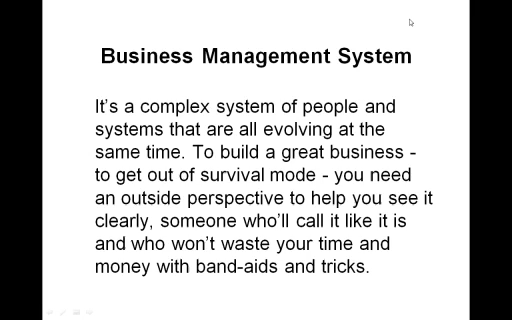 Business Management System
It's a complex system of people and
systems that are all evolving at the
same time. To build a great business -
to get out of survival mode - you need
an outside perspective to help you see it
clearly, someone who'll call it like it is
and who won't waste your time and
money with band-aids and tricks.